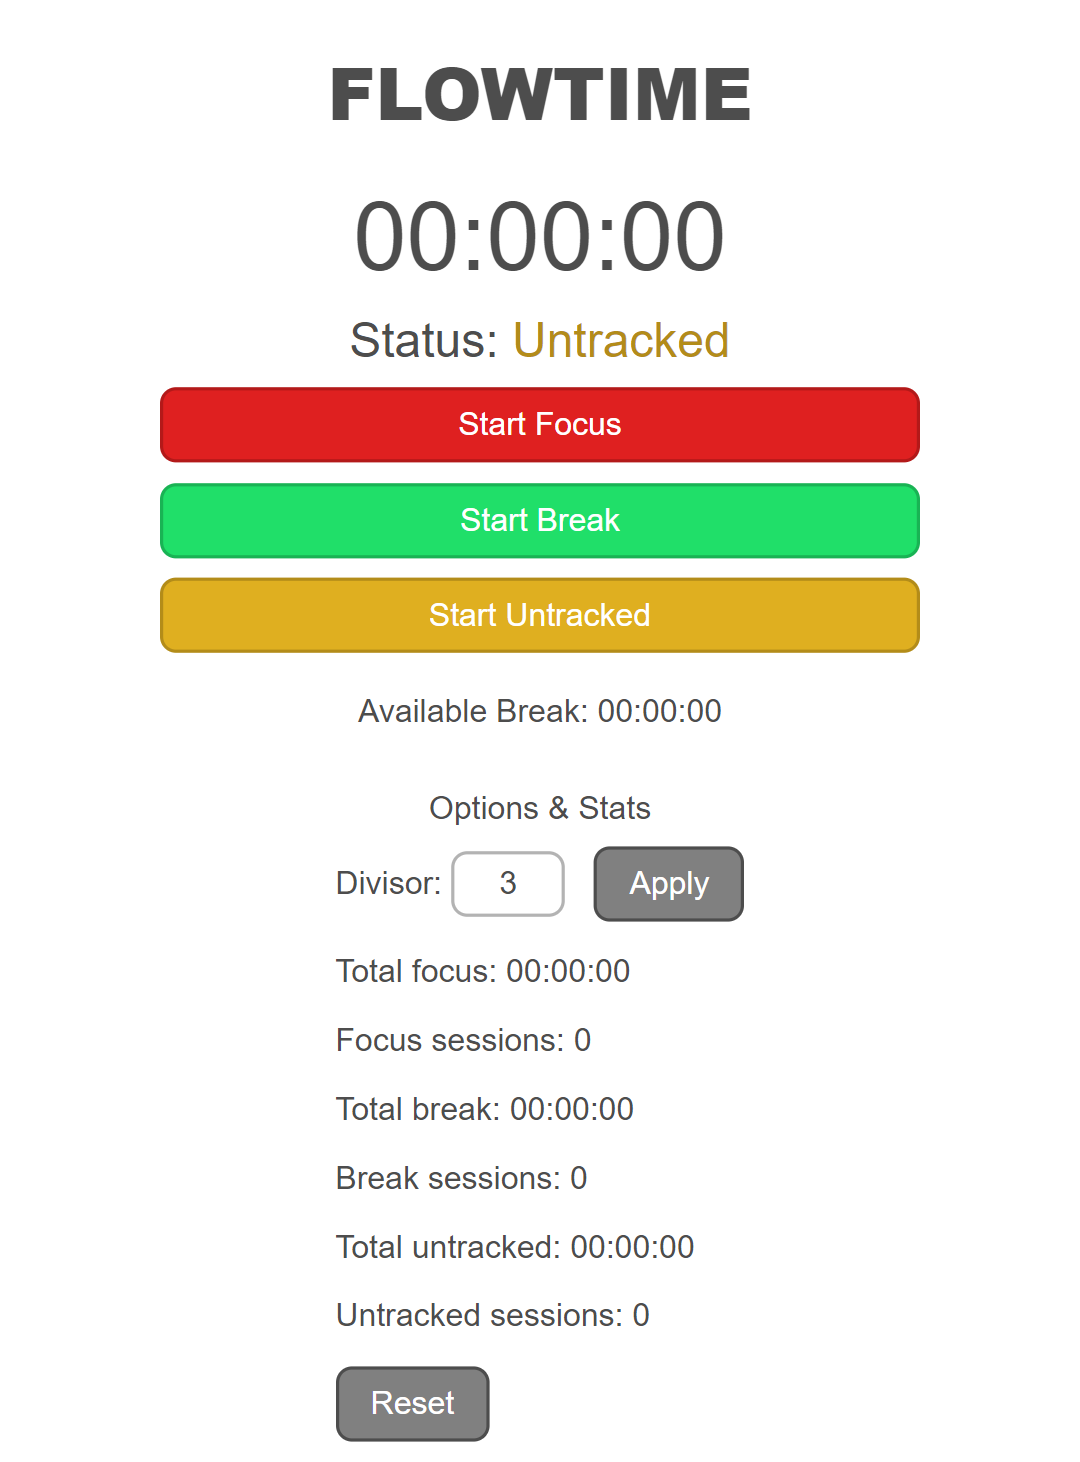 FLOWTIME
00:00:00
Status: Untracked
Start Focus
Start Break
Start Untracked
Available Break: 00:00:00
Options & Stats
Divisor: 3 Apply
Total focus: 00:00:00
Focus sessions: 0
Total break: 00:00:00
Break sessions: 0
Total untracked: 00:00:00
Untracked sessions: 0
Reset